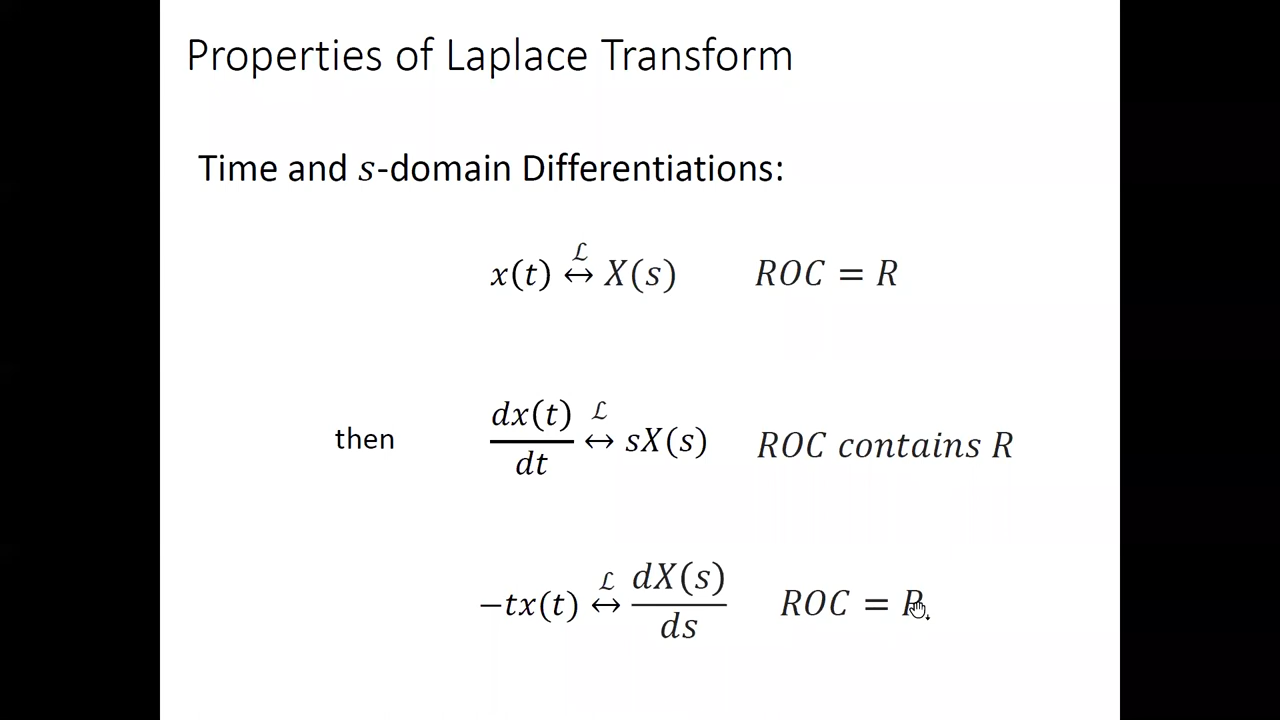 Properties of Laplace Transform
Time and s-domain Differentiations:
x(t) ℒ↔ X(s) ROC = R
then dx(t)/dt ℒ↔ sX(s) ROC contains R
−tx(t) ℒ↔ dX(s)/ds ROC = R